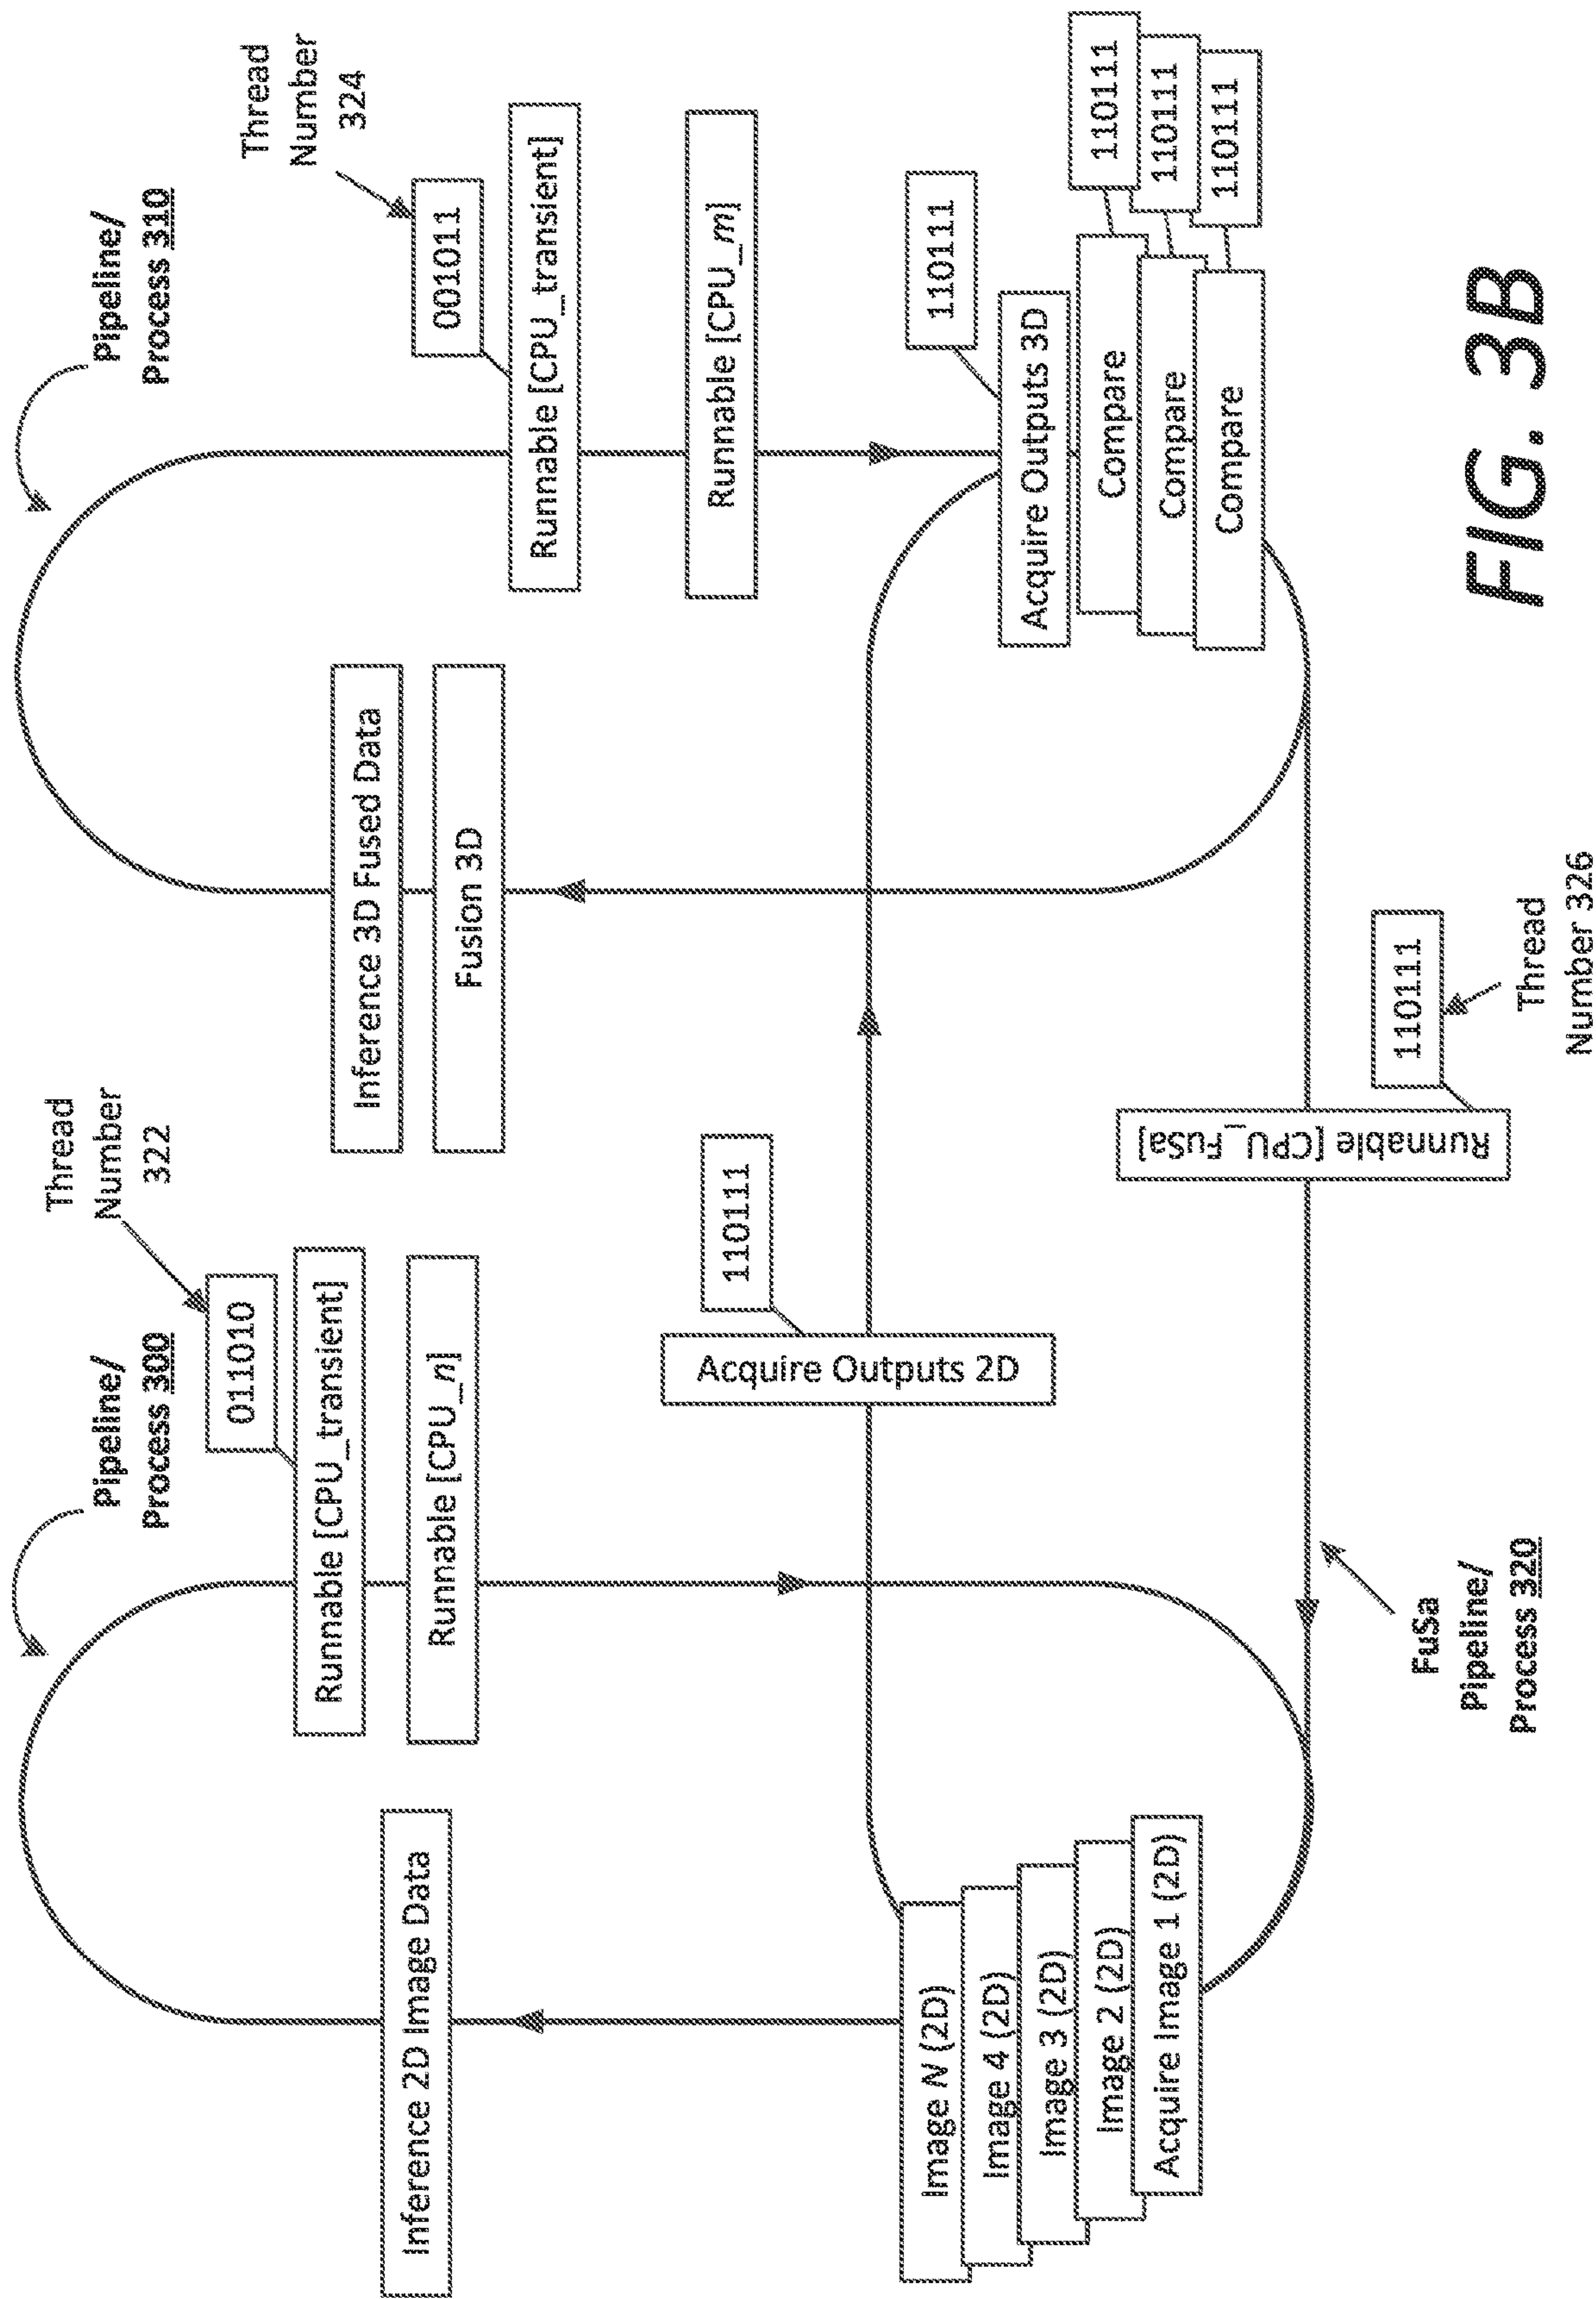 Pipeline/
Process 300
Thread
Number
322
011010
Runnable [CPU_transient]
Runnable [CPU_n]
Inference 2D Image Data
Image N (2D)
Image 4 (2D)
Image 3 (2D)
Image 2 (2D)
Acquire Image 1 (2D)
Acquire Outputs 2D
110111
Pipeline/
Process 310
Thread
Number
324
001011
Runnable [CPU_transient]
Runnable [CPU_m]
Inference 3D Fused Data
Fusion 3D
110111
Acquire Outputs 3D
Compare
110111
Compare
110111
Compare
110111
Runnable [CPU_FuSa]
110111
Thread
Number 326
FuSa
Pipeline/
Process 320
FIG. 3B